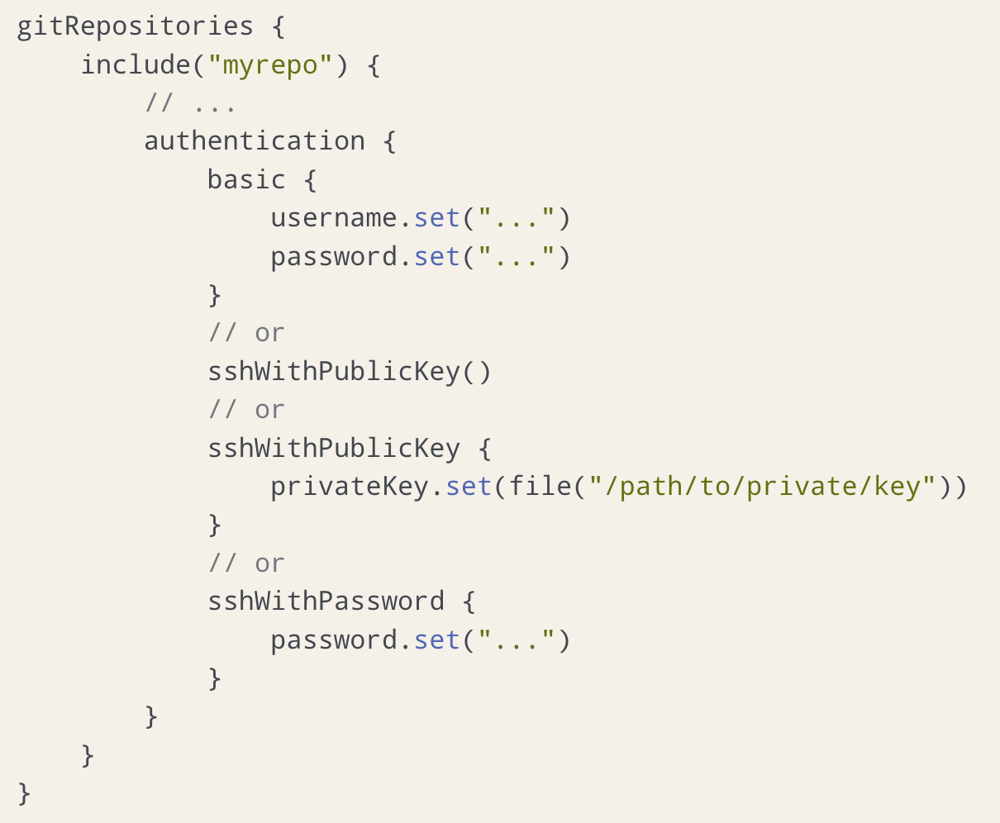 gitRepositories {
    include("myrepo") {
        // ...
        authentication {
            basic {
                username.set("...")
                password.set("...")
            }
            // or
            sshWithPublicKey()
            // or
            sshWithPublicKey {
                privateKey.set(file("/path/to/private/key"))
            }
            // or
            sshWithPassword {
                password.set("...")
            }
        }
    }
}